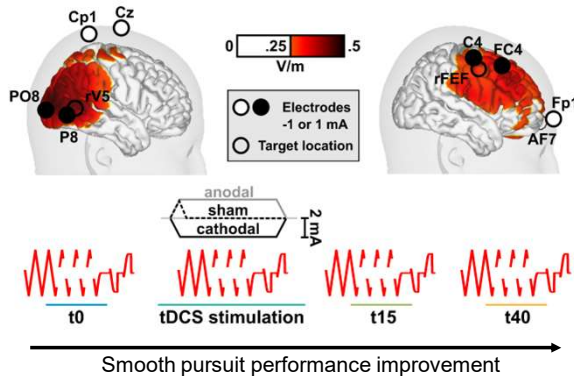 Cp1 Cz
PO8 rV5
P8
0 .25 .5
V/m
Electrodes
-1 or 1 mA
Target location
C4 FC4
rFEF
Fp1
AF7
anodal
sham
cathodal
2 mA
t0 tDCS stimulation t15 t40
Smooth pursuit performance improvement